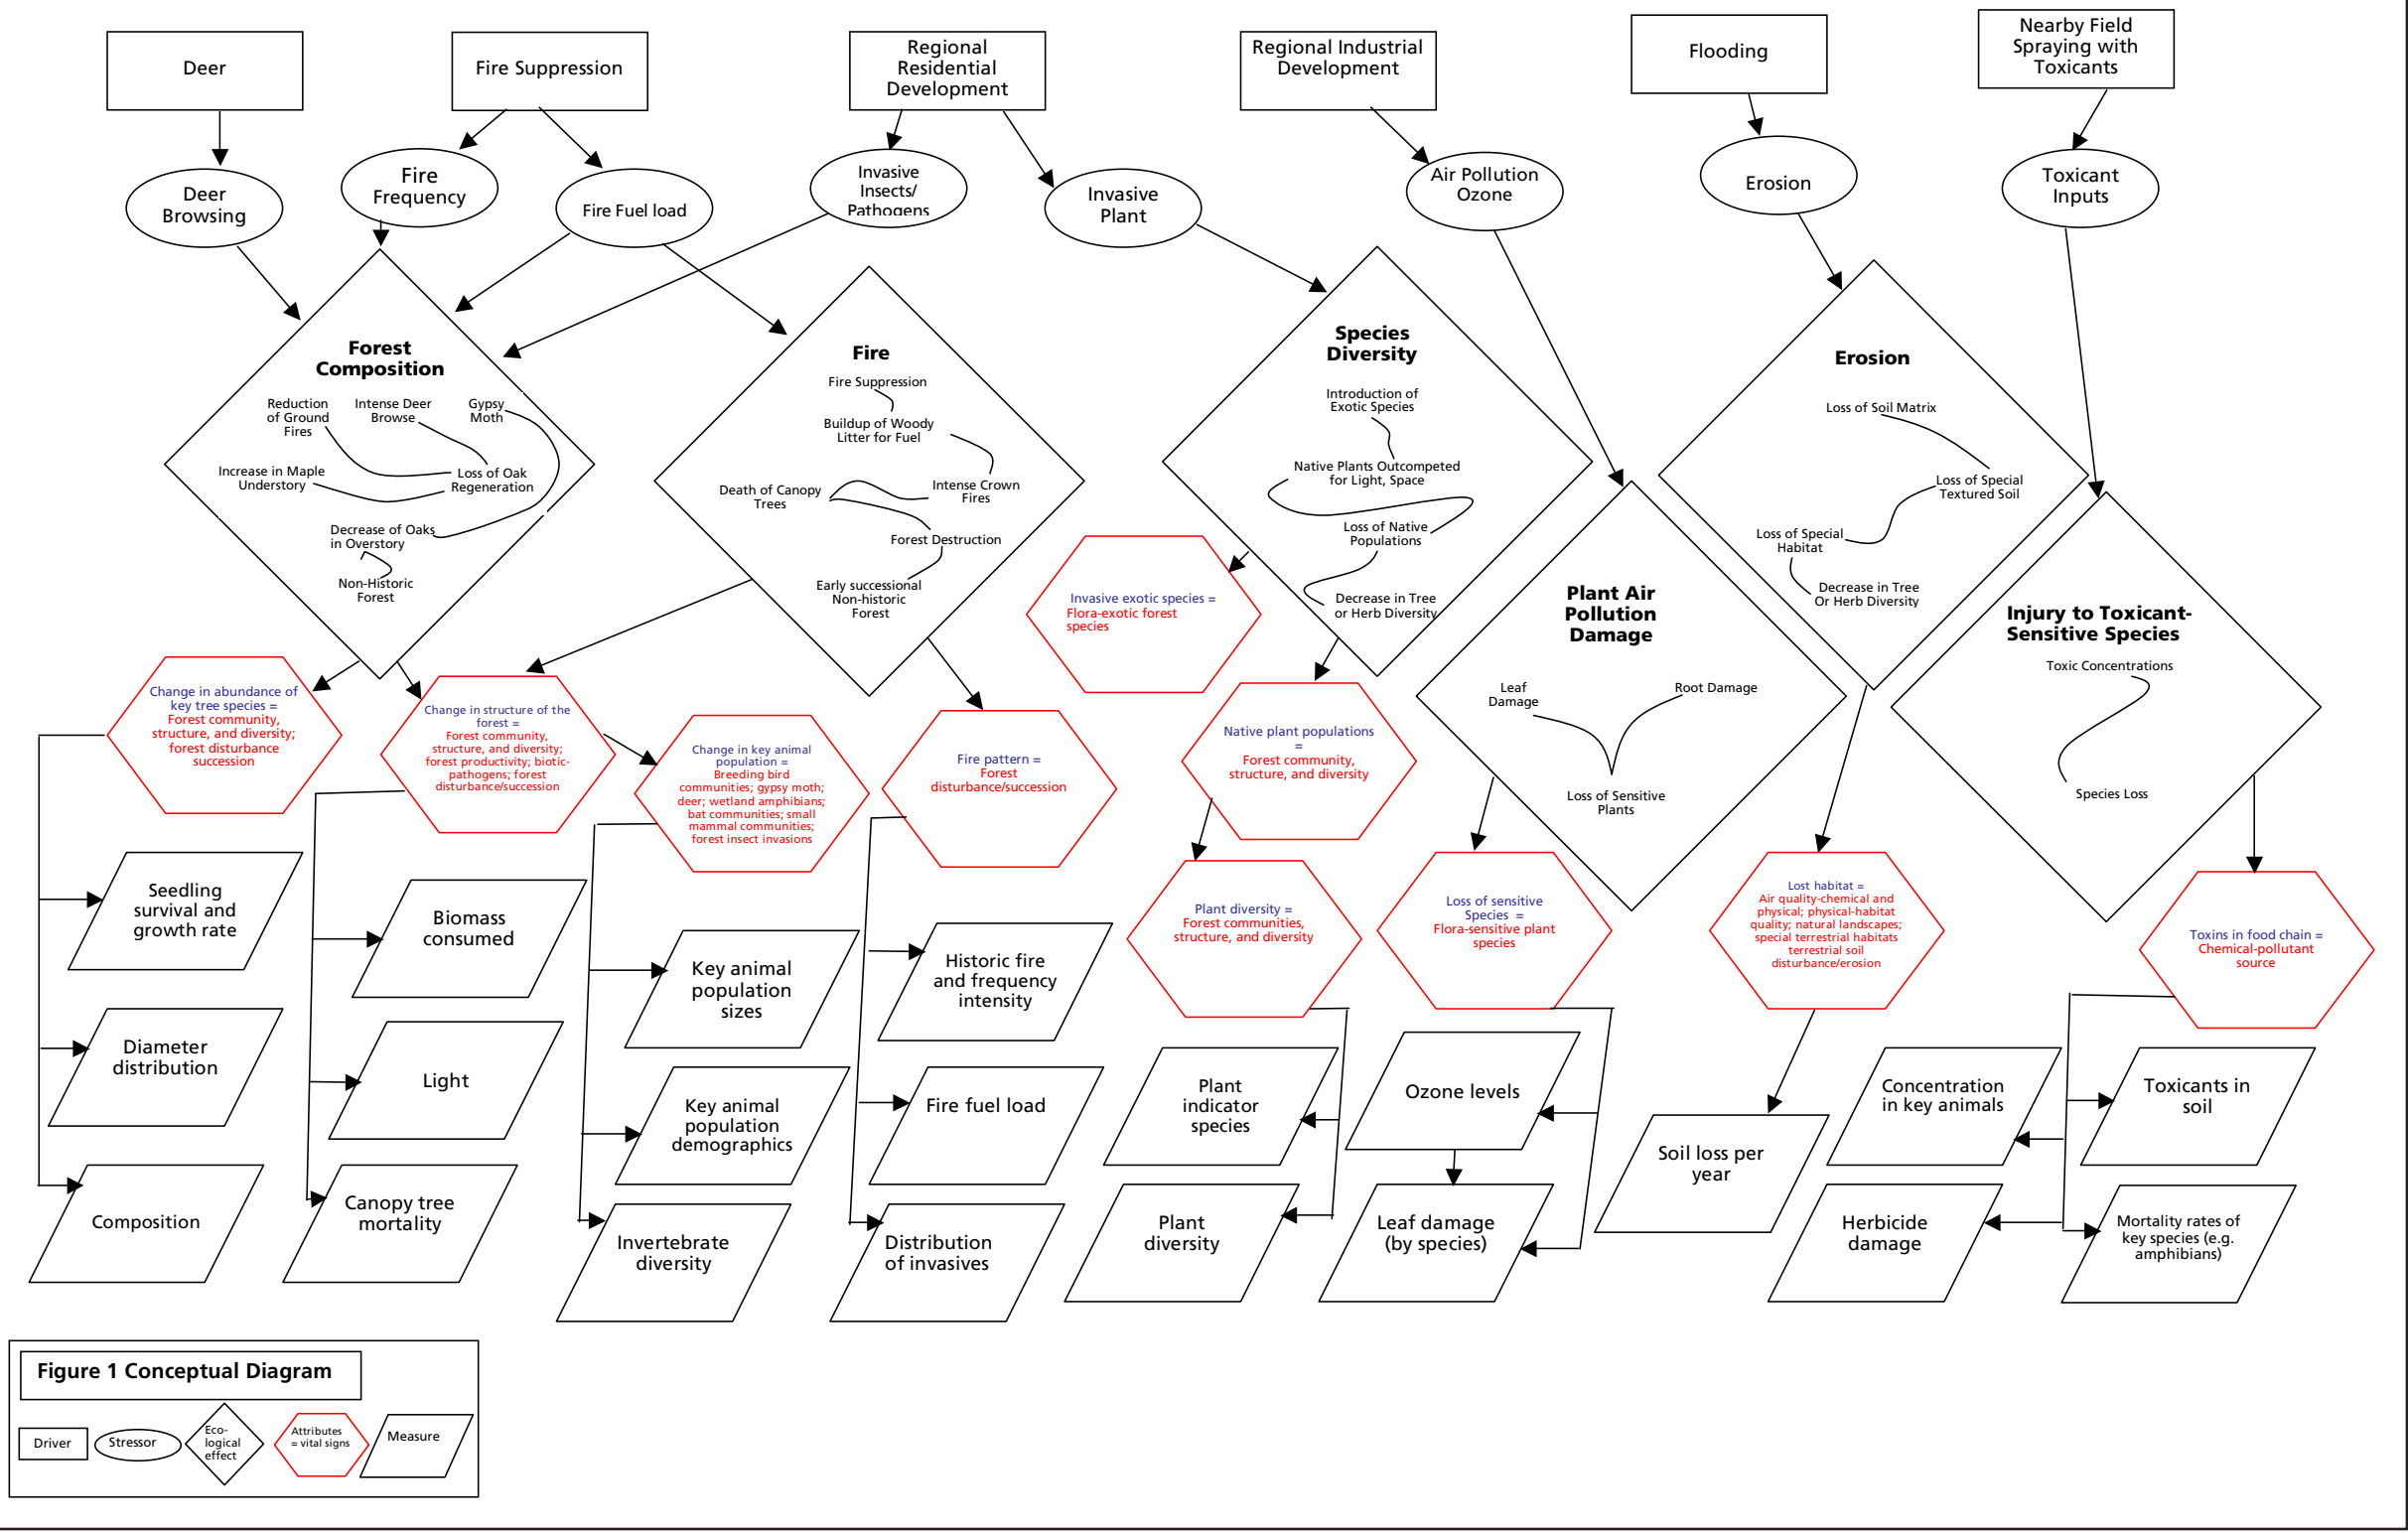 Deer
Fire Suppression
Regional
Residential
Development
Regional Industrial
Development
Flooding
Nearby Field
Spraying with
Toxicants
Deer
Browsing
Fire
Frequency
Fire Fuel load
Invasive
Insects/
Pathogens
Invasive
Plant
Air Pollution
Ozone
Erosion
Toxicant
Inputs
Forest
Composition
Reduction
of Ground
Fires
Intense Deer
Browse
Gypsy
Moth
Increase in Maple
Understory
Loss of Oak
Regeneration
Decrease of Oaks
in Overstory
Non-Historic
Forest
Fire
Fire Suppression
Buildup of Woody
Litter for Fuel
Death of Canopy
Trees
Intense Crown
Fires
Forest Destruction
Early successional
Non-historic
Forest
Species
Diversity
Introduction of
Exotic Species
Native Plants Outcompeted
for Light, Space
Loss of Native
Populations
Decrease in Tree
or Herb Diversity
Plant Air
Pollution
Damage
Leaf
Damage
Root Damage
Loss of Sensitive
Plants
Erosion
Loss of Soil Matrix
Loss of Special
Textured Soil
Loss of Special
Habitat
Decrease in Tree
Or Herb Diversity
Injury to Toxicant-
Sensitive Species
Toxic Concentrations
Species Loss
Change in abundance of
key tree species =
Forest community,
structure, and diversity;
forest disturbance
succession
Change in structure of the
forest =
Forest community,
structure, and diversity;
forest productivity; biotic-
pathogens; forest
disturbance/succession
Change in key animal
population =
Breeding bird
communities; gypsy moth;
deer; wetland amphibians;
bat communities; small
mammal communities;
forest insect invasions
Fire pattern =
Forest
disturbance/succession
Invasive exotic species =
Flora-exotic forest
species
Native plant populations
=
Forest community,
structure, and diversity
Plant diversity =
Forest communities,
structure, and diversity
Loss of sensitive
Species =
Flora-sensitive plant
species
Lost habitat =
Air quality-chemical and
physical; physical-habitat
quality; natural landscapes;
special terrestrial habitats
terrestrial soil
disturbance/erosion
Toxins in food chain =
Chemical-pollutant
source
Seedling
survival and
growth rate
Diameter
distribution
Composition
Biomass
consumed
Light
Canopy tree
mortality
Key animal
population
sizes
Key animal
population
demographics
Invertebrate
diversity
Historic fire
and frequency
intensity
Fire fuel load
Distribution
of invasives
Plant
indicator
species
Plant
diversity
Ozone levels
Leaf damage
(by species)
Soil loss per
year
Concentration
in key animals
Herbicide
damage
Toxicants in
soil
Mortality rates of
key species (e.g.
amphibians)
Figure 1 Conceptual Diagram
Driver
Stressor
Eco-
logical
effect
Attributes
= vital signs
Measure